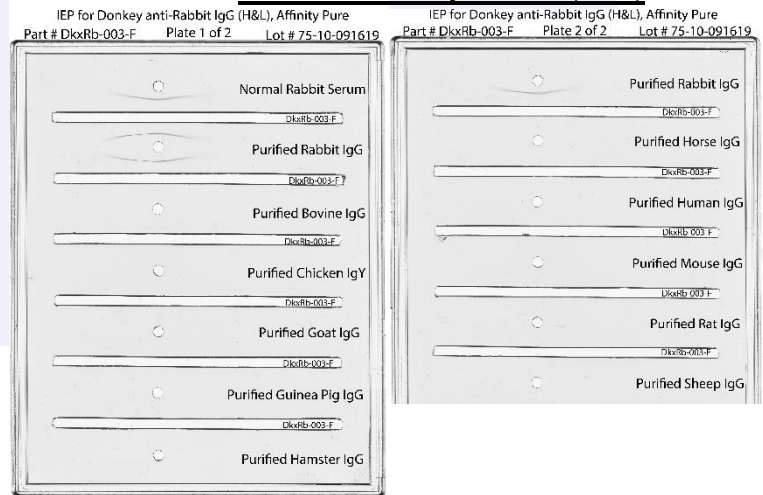 IEP for Donkey anti-Rabbit IgG (H&L), Affinity Pure
Part # DkxRb-003-F Plate 1 of 2 Lot # 75-10-091619
Normal Rabbit Serum
DkxRb-003-F
Purified Rabbit IgG
DkxRb-003-F
Purified Bovine IgG
DkxRb-003-F
Purified Chicken IgY
DkxRb-003-F
Purified Goat IgG
DkxRb-003-F
Purified Guinea Pig IgG
DkxRb-003-F
Purified Hamster IgG
IEP for Donkey anti-Rabbit IgG (H&L), Affinity Pure
Part # DkxRb-003-F Plate 2 of 2 Lot # 75-10-091619
Purified Rabbit IgG
DkxRb-003-F
Purified Horse IgG
DkxRb-003-F
Purified Human IgG
DkxRb-003-F
Purified Mouse IgG
DkxRb-003-F
Purified Rat IgG
DkxRb-003-F
Purified Sheep IgG